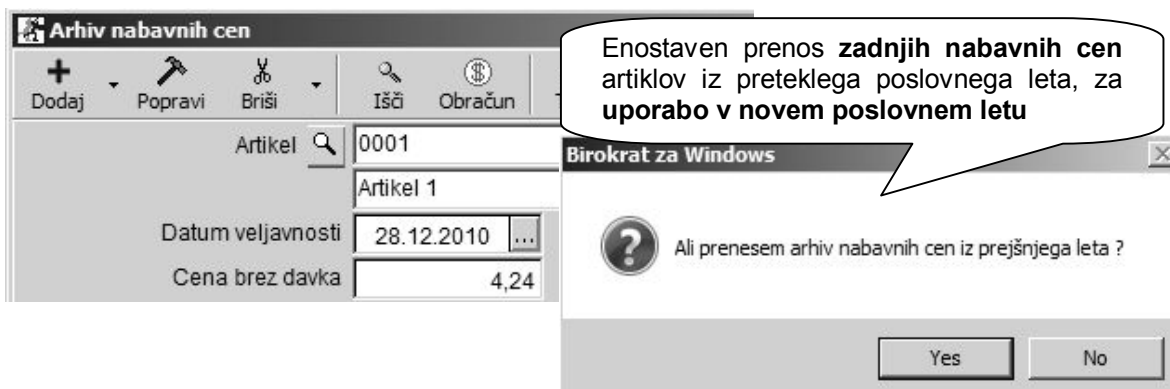 Arhiv nabavnih cen
Dodaj Popravi Briši Išči Obračun
Artikel 0001
Artikel 1
Datum veljavnosti 28.12.2010 ...
Cena brez davka 4,24
Enostaven prenos zadnjih nabavnih cen
artiklov iz preteklega poslovnega leta, za
uporabo v novem poslovnem letu
Birokrat za Windows
Ali prenesem arhiv nabavnih cen iz prejšnjega leta ?
Yes No